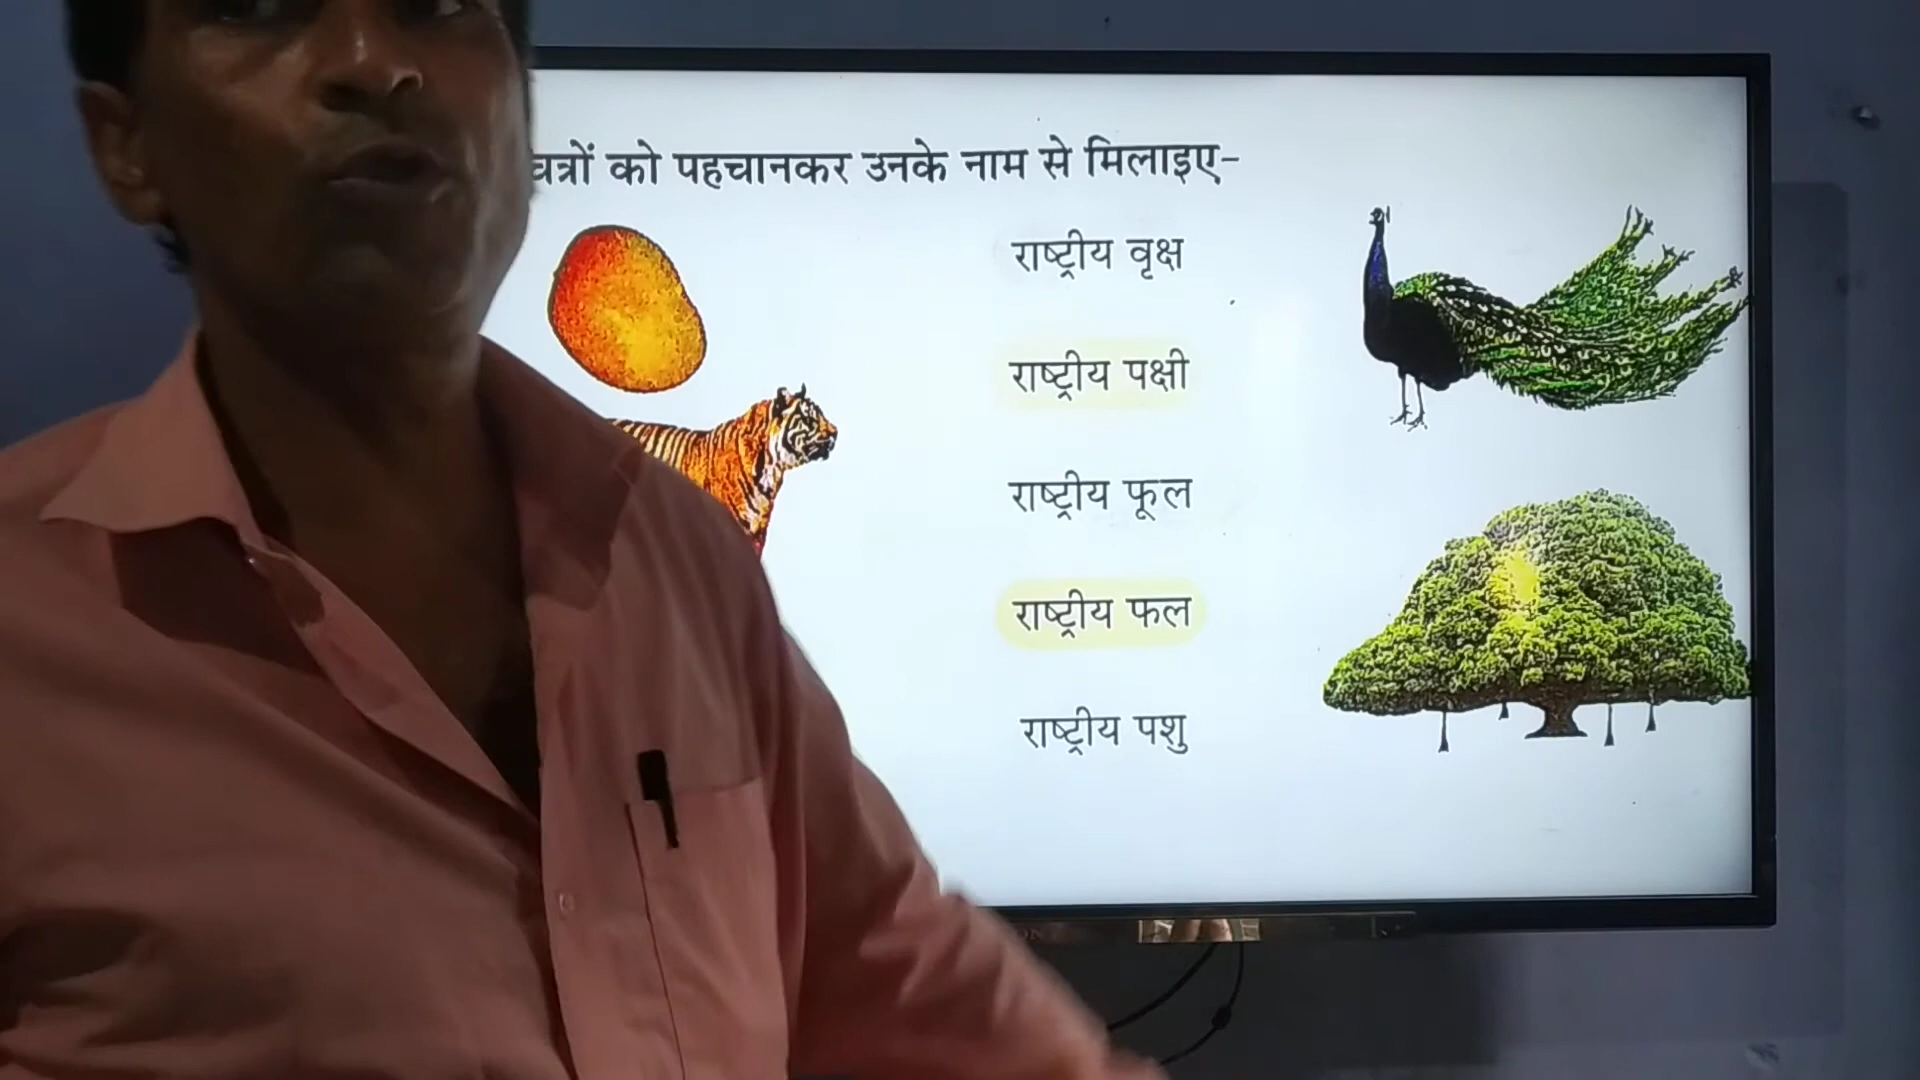 को पहचानकर उनके नाम से मिलाइए-
राष्ट्रीय वृक्ष
राष्ट्रीय पक्षी
राष्ट्रीय फूल
राष्ट्रीय फल
राष्ट्रीय पशु